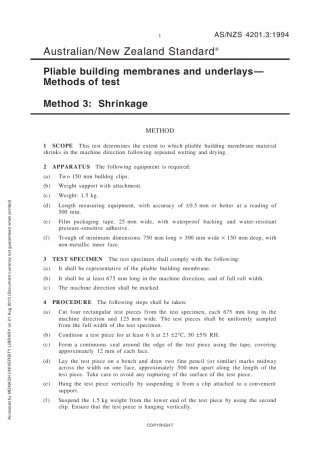 1
AS/NZS 4201.3:1994
Australian/New Zealand Standard®
Pliable building membranes and underlays—
Methods of test
Method 3: Shrinkage
METHOD
1 SCOPE This test determines the extent to which pliable building membrane material
shrinks in the machine direction following repeated wetting and drying.
2 APPARATUS The following equipment is required:
(a) Two 150 mm bulldog clips.
(b) Weight support with attachment.
(c) Weight: 1.5 kg.
(d) Length measuring equipment, with accuracy of ±0.5 mm or better at a reading of
500 mm.
(e) Film packaging tape, 25 mm wide, with waterproof backing and water-resistant
pressure-sensitive adhesive.
(f) Trough of minimum dimensions 750 mm long × 300 mm wide × 150 mm deep, with
non-metallic inner face.
3 TEST SPECIMEN The test specimen shall comply with the following:
(a) It shall be representative of the pliable building membrane.
(b) It shall be at least 675 mm long in the machine direction, and of full roll width.
(c) The machine direction shall be marked.
4 PROCEDURE The following steps shall be taken:
(a) Cut four rectangular test pieces from the test specimen, each 675 mm long in the
machine direction and 125 mm wide. The test pieces shall be uniformly sampled
from the full width of the test specimen.
(b) Condition a test piece for at least 6 h at 23 ±2°C, 50 ±5% RH.
(c) Form a continuous seal around the edge of the test piece using the tape, covering
approximately 12 mm of each face.
(d) Lay the test piece on a bench and draw two fine pencil (or similar) marks midway
across the width on one face, approximately 500 mm apart along the length of the
test piece. Take care to avoid any rupturing of the surface of the test piece.
(e) Hang the test piece vertically by suspending it from a clip attached to a convenient
support.
(f) Suspend the 1.5 kg weight from the lower end of the test piece by using the second
clip. Ensure that the test piece is hanging vertically.
COPYRIGHT
Accessed by MONASH UNIVERSITY LIBRARY on 21 Aug 2013 (Document currency not guaranteed when printed)